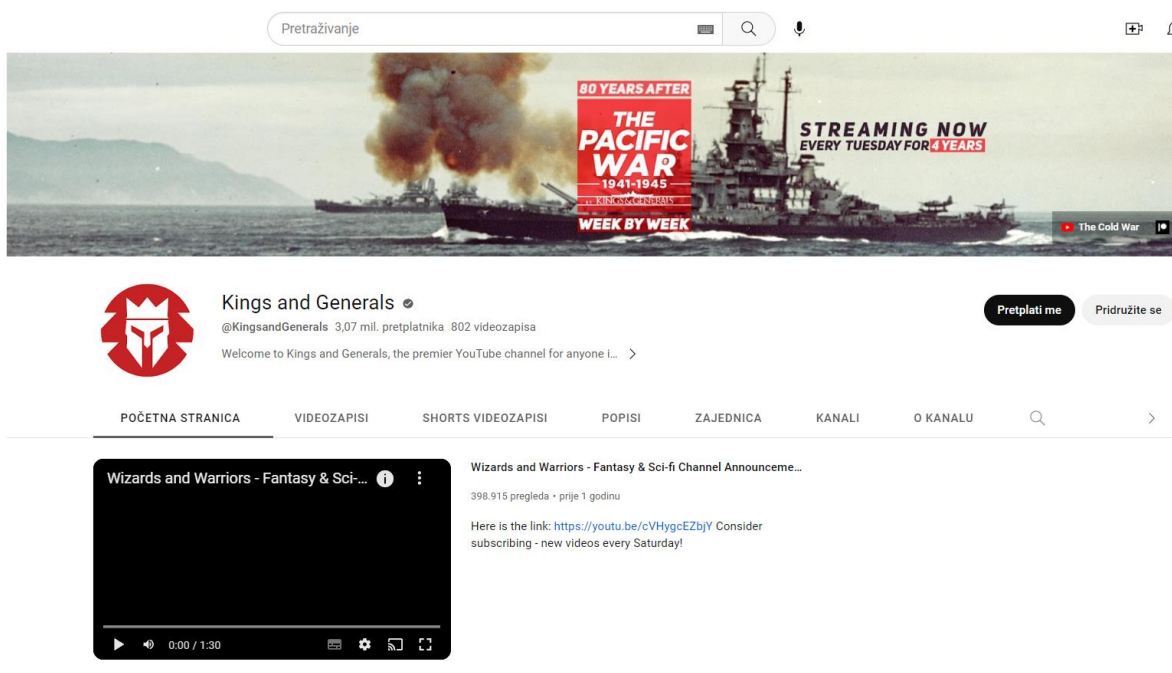 Pretraživanje
80 YEARS AFTER
THE
PACIFIC
WAR
1941-1945
BY KINGS & GENERALS
WEEK BY WEEK
STREAMING NOW
EVERY TUESDAY FOR 4 YEARS
The Cold War
Kings and Generals
@KingsandGenerals 3,07 mil. pretplatnika 802 videozapisa
Welcome to Kings and Generals, the premier YouTube channel for anyone i...
Pretplati me
Pridružite se
POČETNA STRANICA VIDEOZAPISI SHORTS VIDEOZAPISI POPISI ZAJEDNICA KANALI O KANALU
Wizards and Warriors - Fantasy & Sci-...
0:00 / 1:30
Wizards and Warriors - Fantasy & Sci-fi Channel Announceme...
398.915 pregleda • prije 1 godinu
Here is the link: https://youtu.be/cVHygcEZbjY Consider
subscribing - new videos every Saturday!